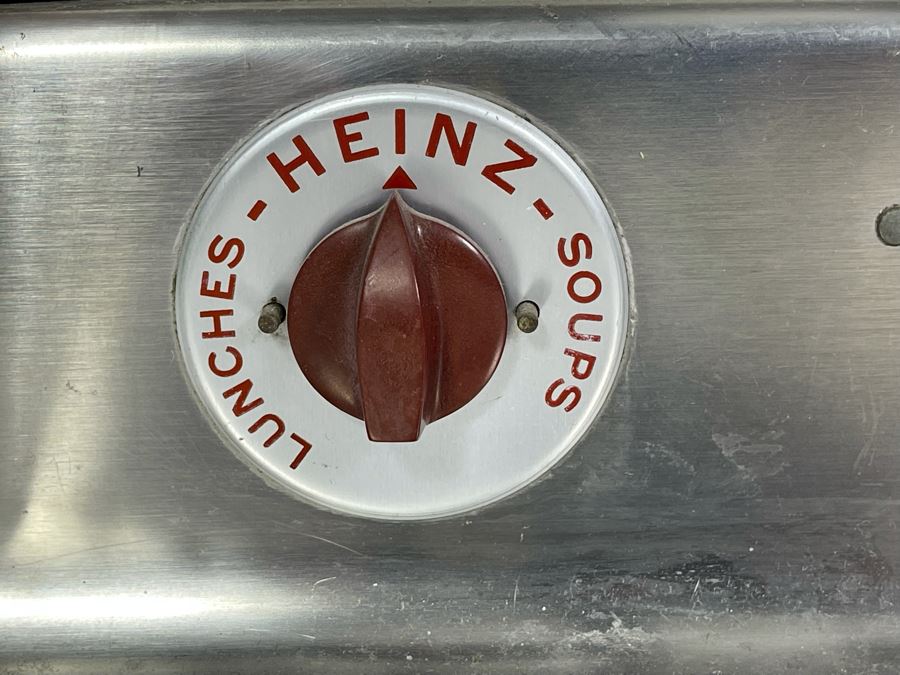 LUNCHES - HEINZ - SOUPS